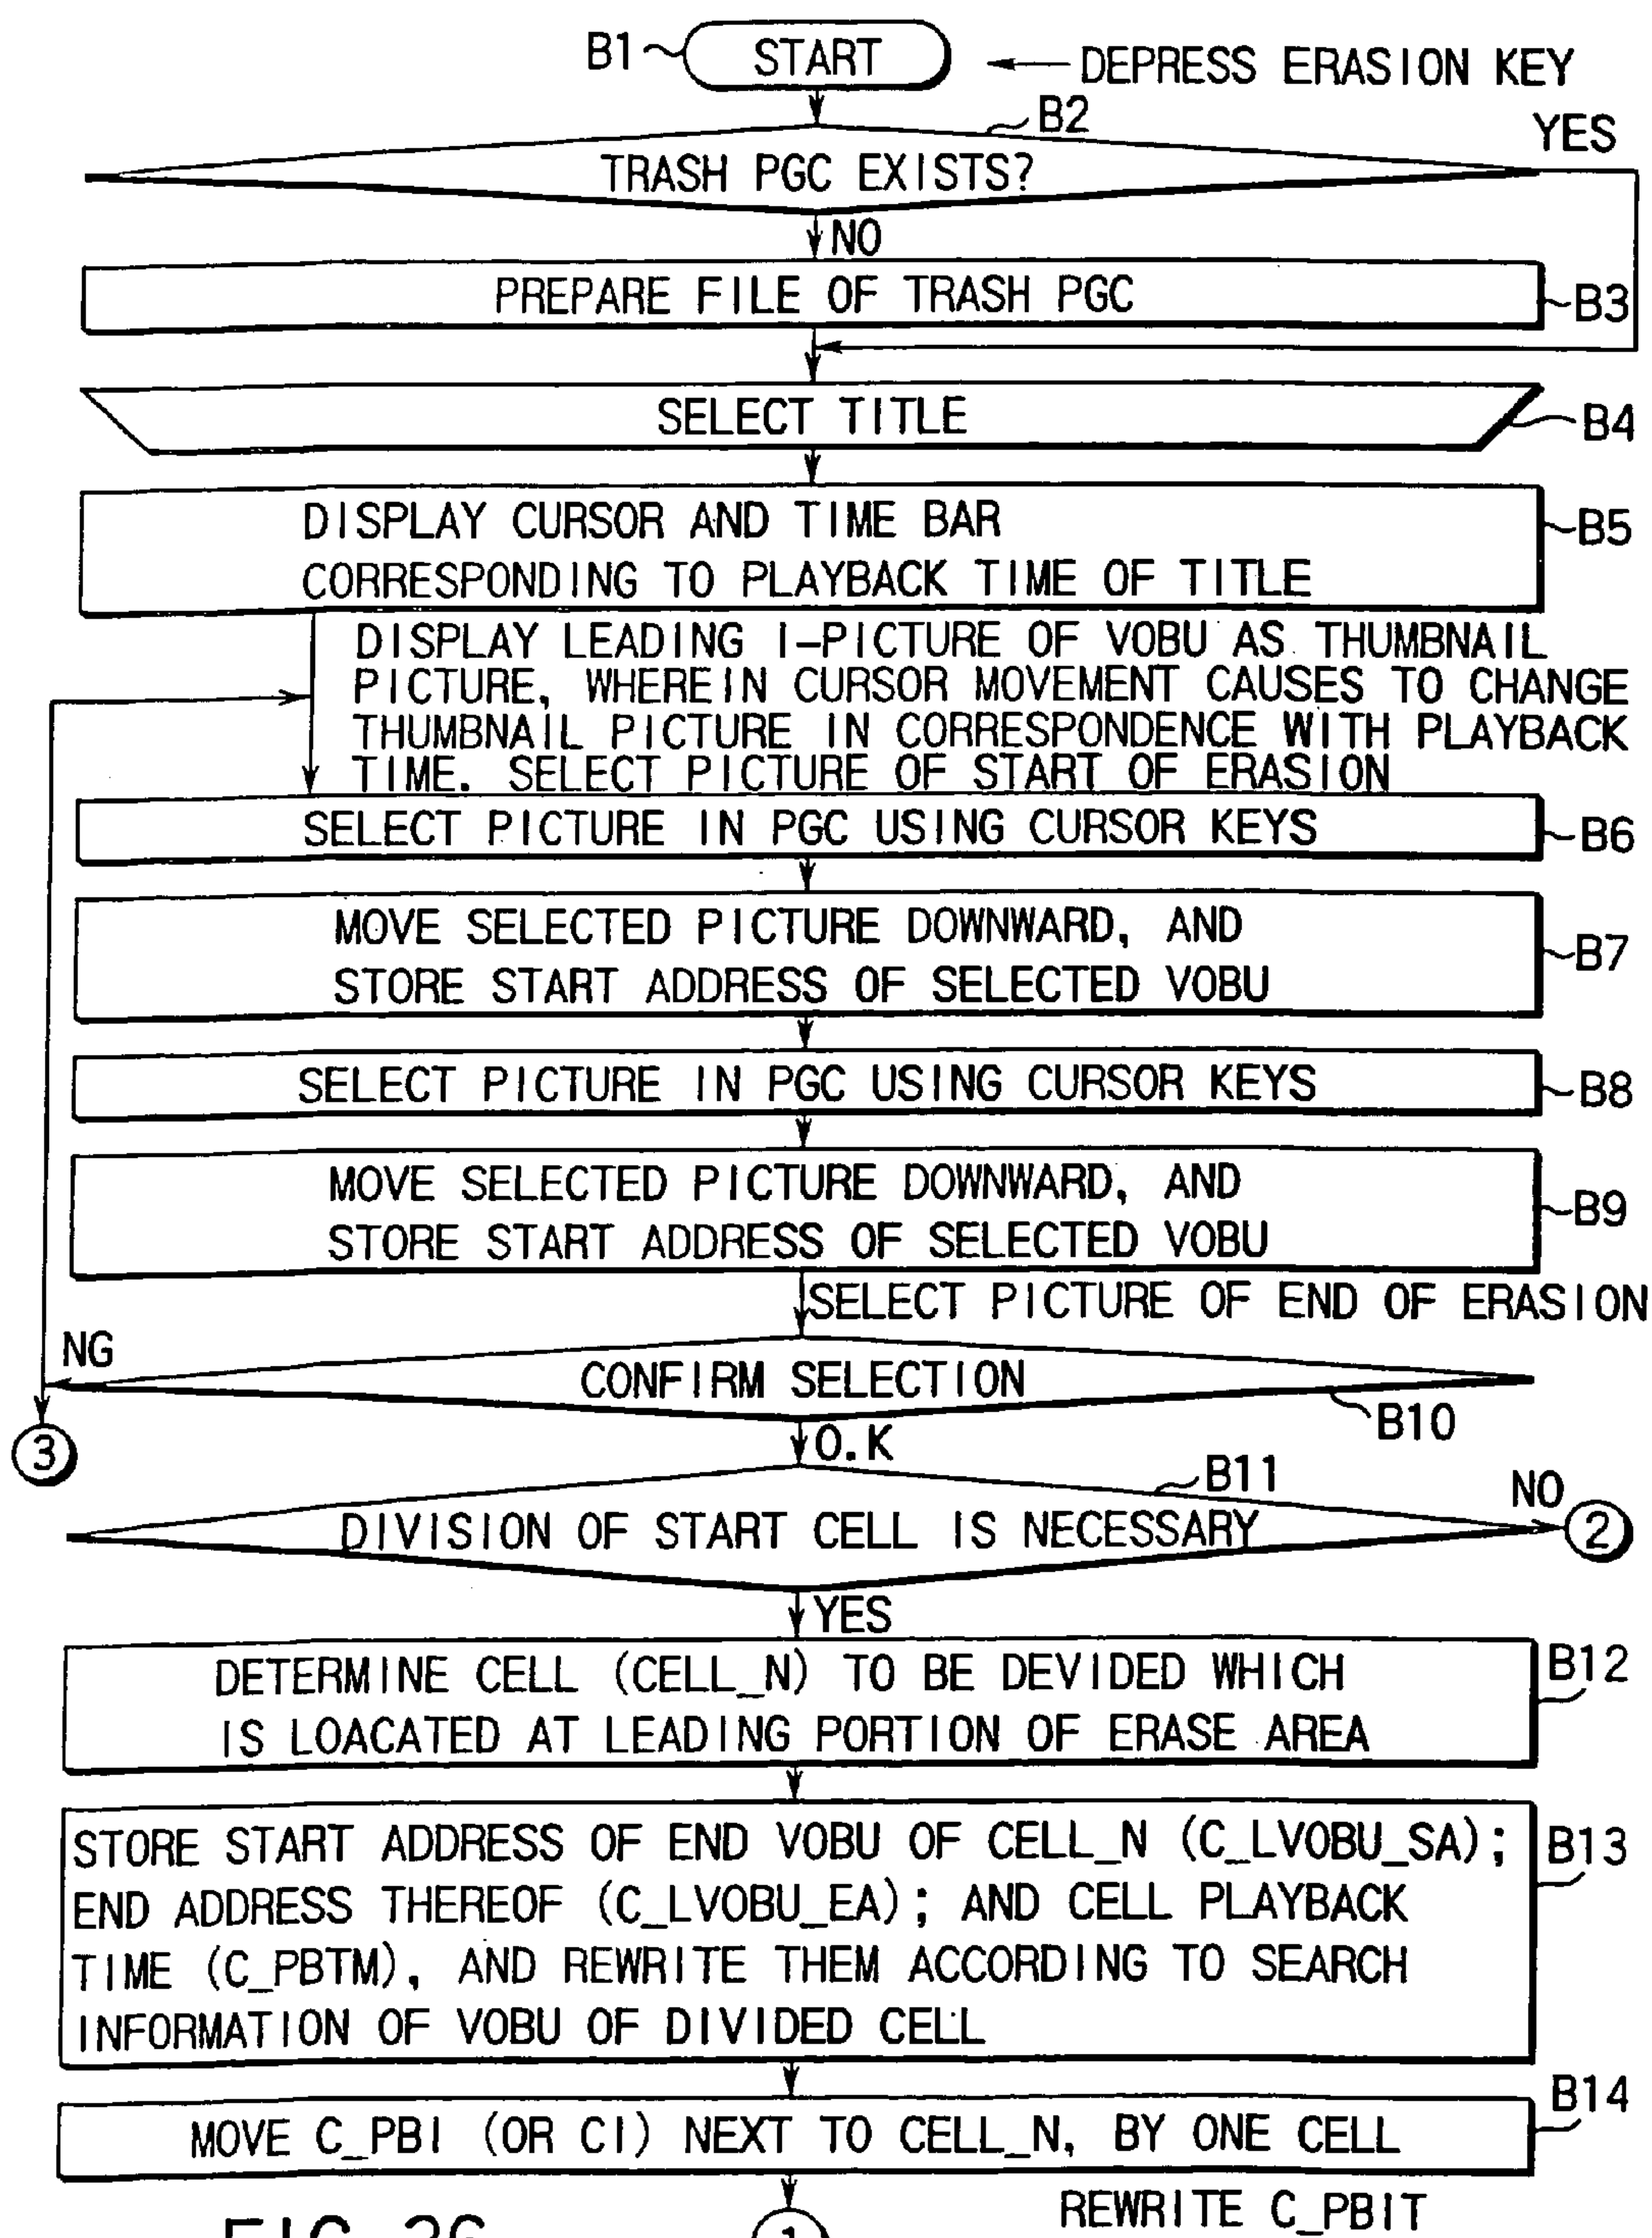 B1
START
DEPRESS ERASION KEY
B2
YES
TRASH PGC EXISTS?
NO
PREPARE FILE OF TRASH PGC
B3
SELECT TITLE
B4
DISPLAY CURSOR AND TIME BAR
CORRESPONDING TO PLAYBACK TIME OF TITLE
B5
DISPLAY LEADING I-PICTURE OF VOBU AS THUMBNAIL
PICTURE, WHEREIN CURSOR MOVEMENT CAUSES TO CHANGE
THUMBNAIL PICTURE IN CORRESPONDENCE WITH PLAYBACK
TIME. SELECT PICTURE OF START OF ERASION
SELECT PICTURE IN PGC USING CURSOR KEYS
B6
MOVE SELECTED PICTURE DOWNWARD, AND
STORE START ADDRESS OF SELECTED VOBU
B7
SELECT PICTURE IN PGC USING CURSOR KEYS
B8
MOVE SELECTED PICTURE DOWNWARD, AND
STORE START ADDRESS OF SELECTED VOBU
B9
SELECT PICTURE OF END OF ERASION
NG
CONFIRM SELECTION
B10
3
O.K
B11
NO
DIVISION OF START CELL IS NECESSARY
2
YES
DETERMINE CELL (CELL_N) TO BE DEVIDED WHICH
IS LOACATED AT LEADING PORTION OF ERASE AREA
B12
STORE START ADDRESS OF END VOBU OF CELL_N (C_LVOBU_SA);
END ADDRESS THEREOF (C_LVOBU_EA); AND CELL PLAYBACK
TIME (C_PBTM), AND REWRITE THEM ACCORDING TO SEARCH
INFORMATION OF VOBU OF DIVIDED CELL
B13
MOVE C_PBI (OR CI) NEXT TO CELL_N, BY ONE CELL
B14
REWRITE C_PBIT
1
FIG. 26